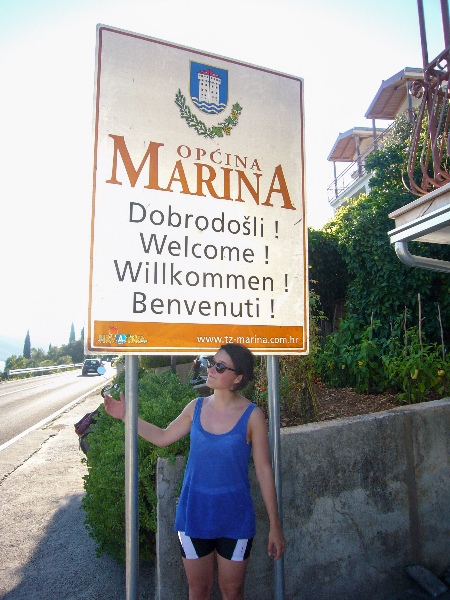 OPĆINA
MARINA
Dobrodošli !
Welcome !
Willkommen !
Benvenuti !
www.tz-marina.com.hr